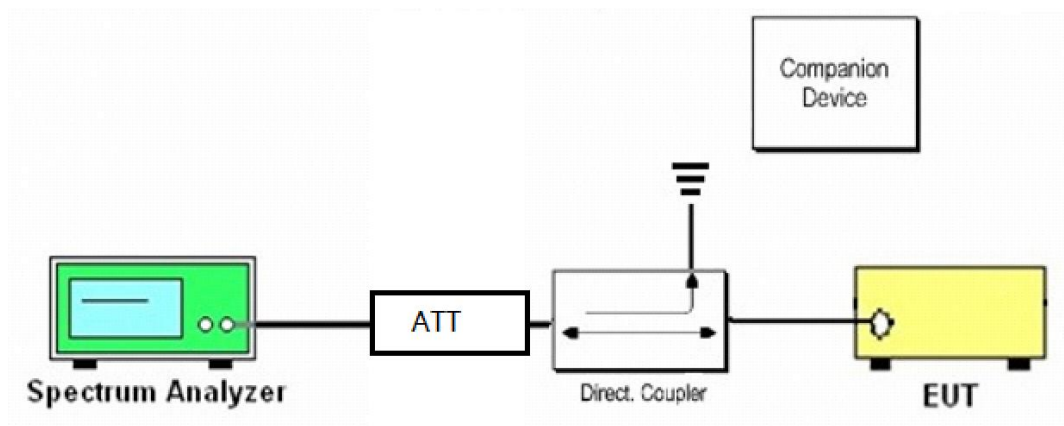 Companion
Device
ATT
Spectrum Analyzer
Direct. Coupler
EUT